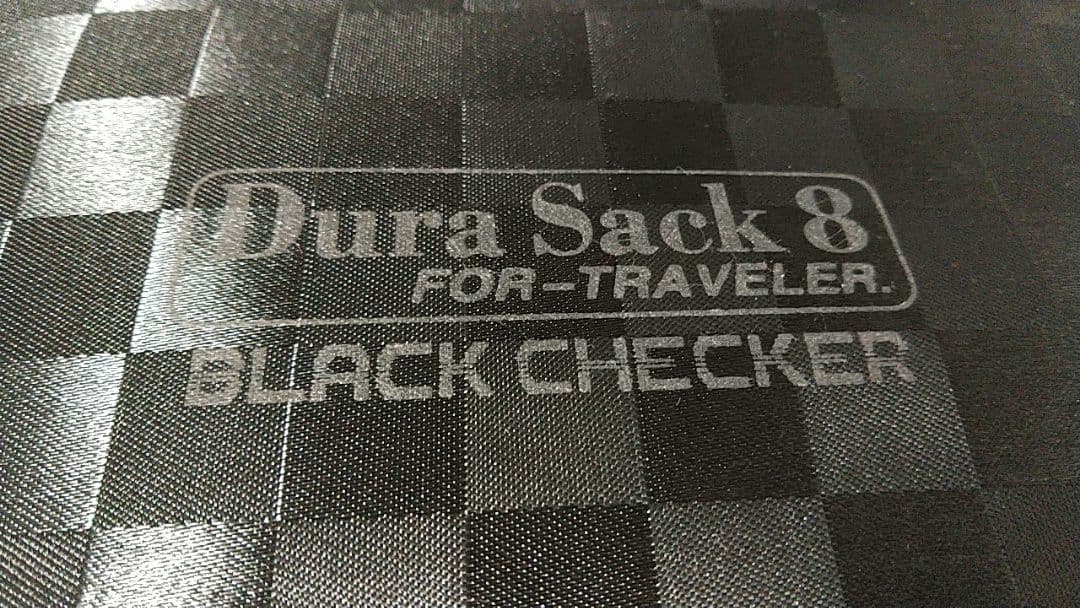 Dura Sack 8
FOR-TRAVELER.
BLACK CHECKER